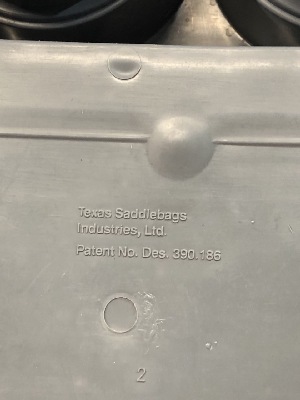 Texas Saddlebags
Industries, Ltd.
Patent No. Des. 390,186
2